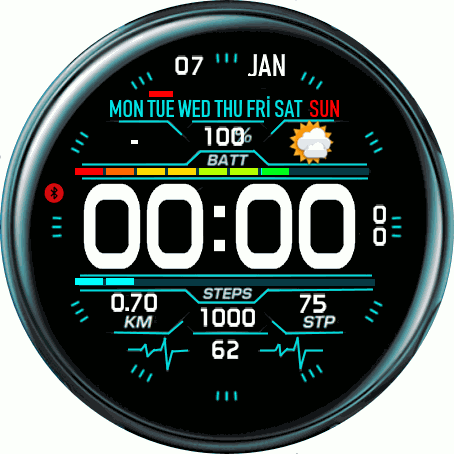 07 JAN
MON TUE WED THU FRI SAT SUN
- 100%
BATT
00:00 00
STEPS
0.70 1000 75
KM STP
62